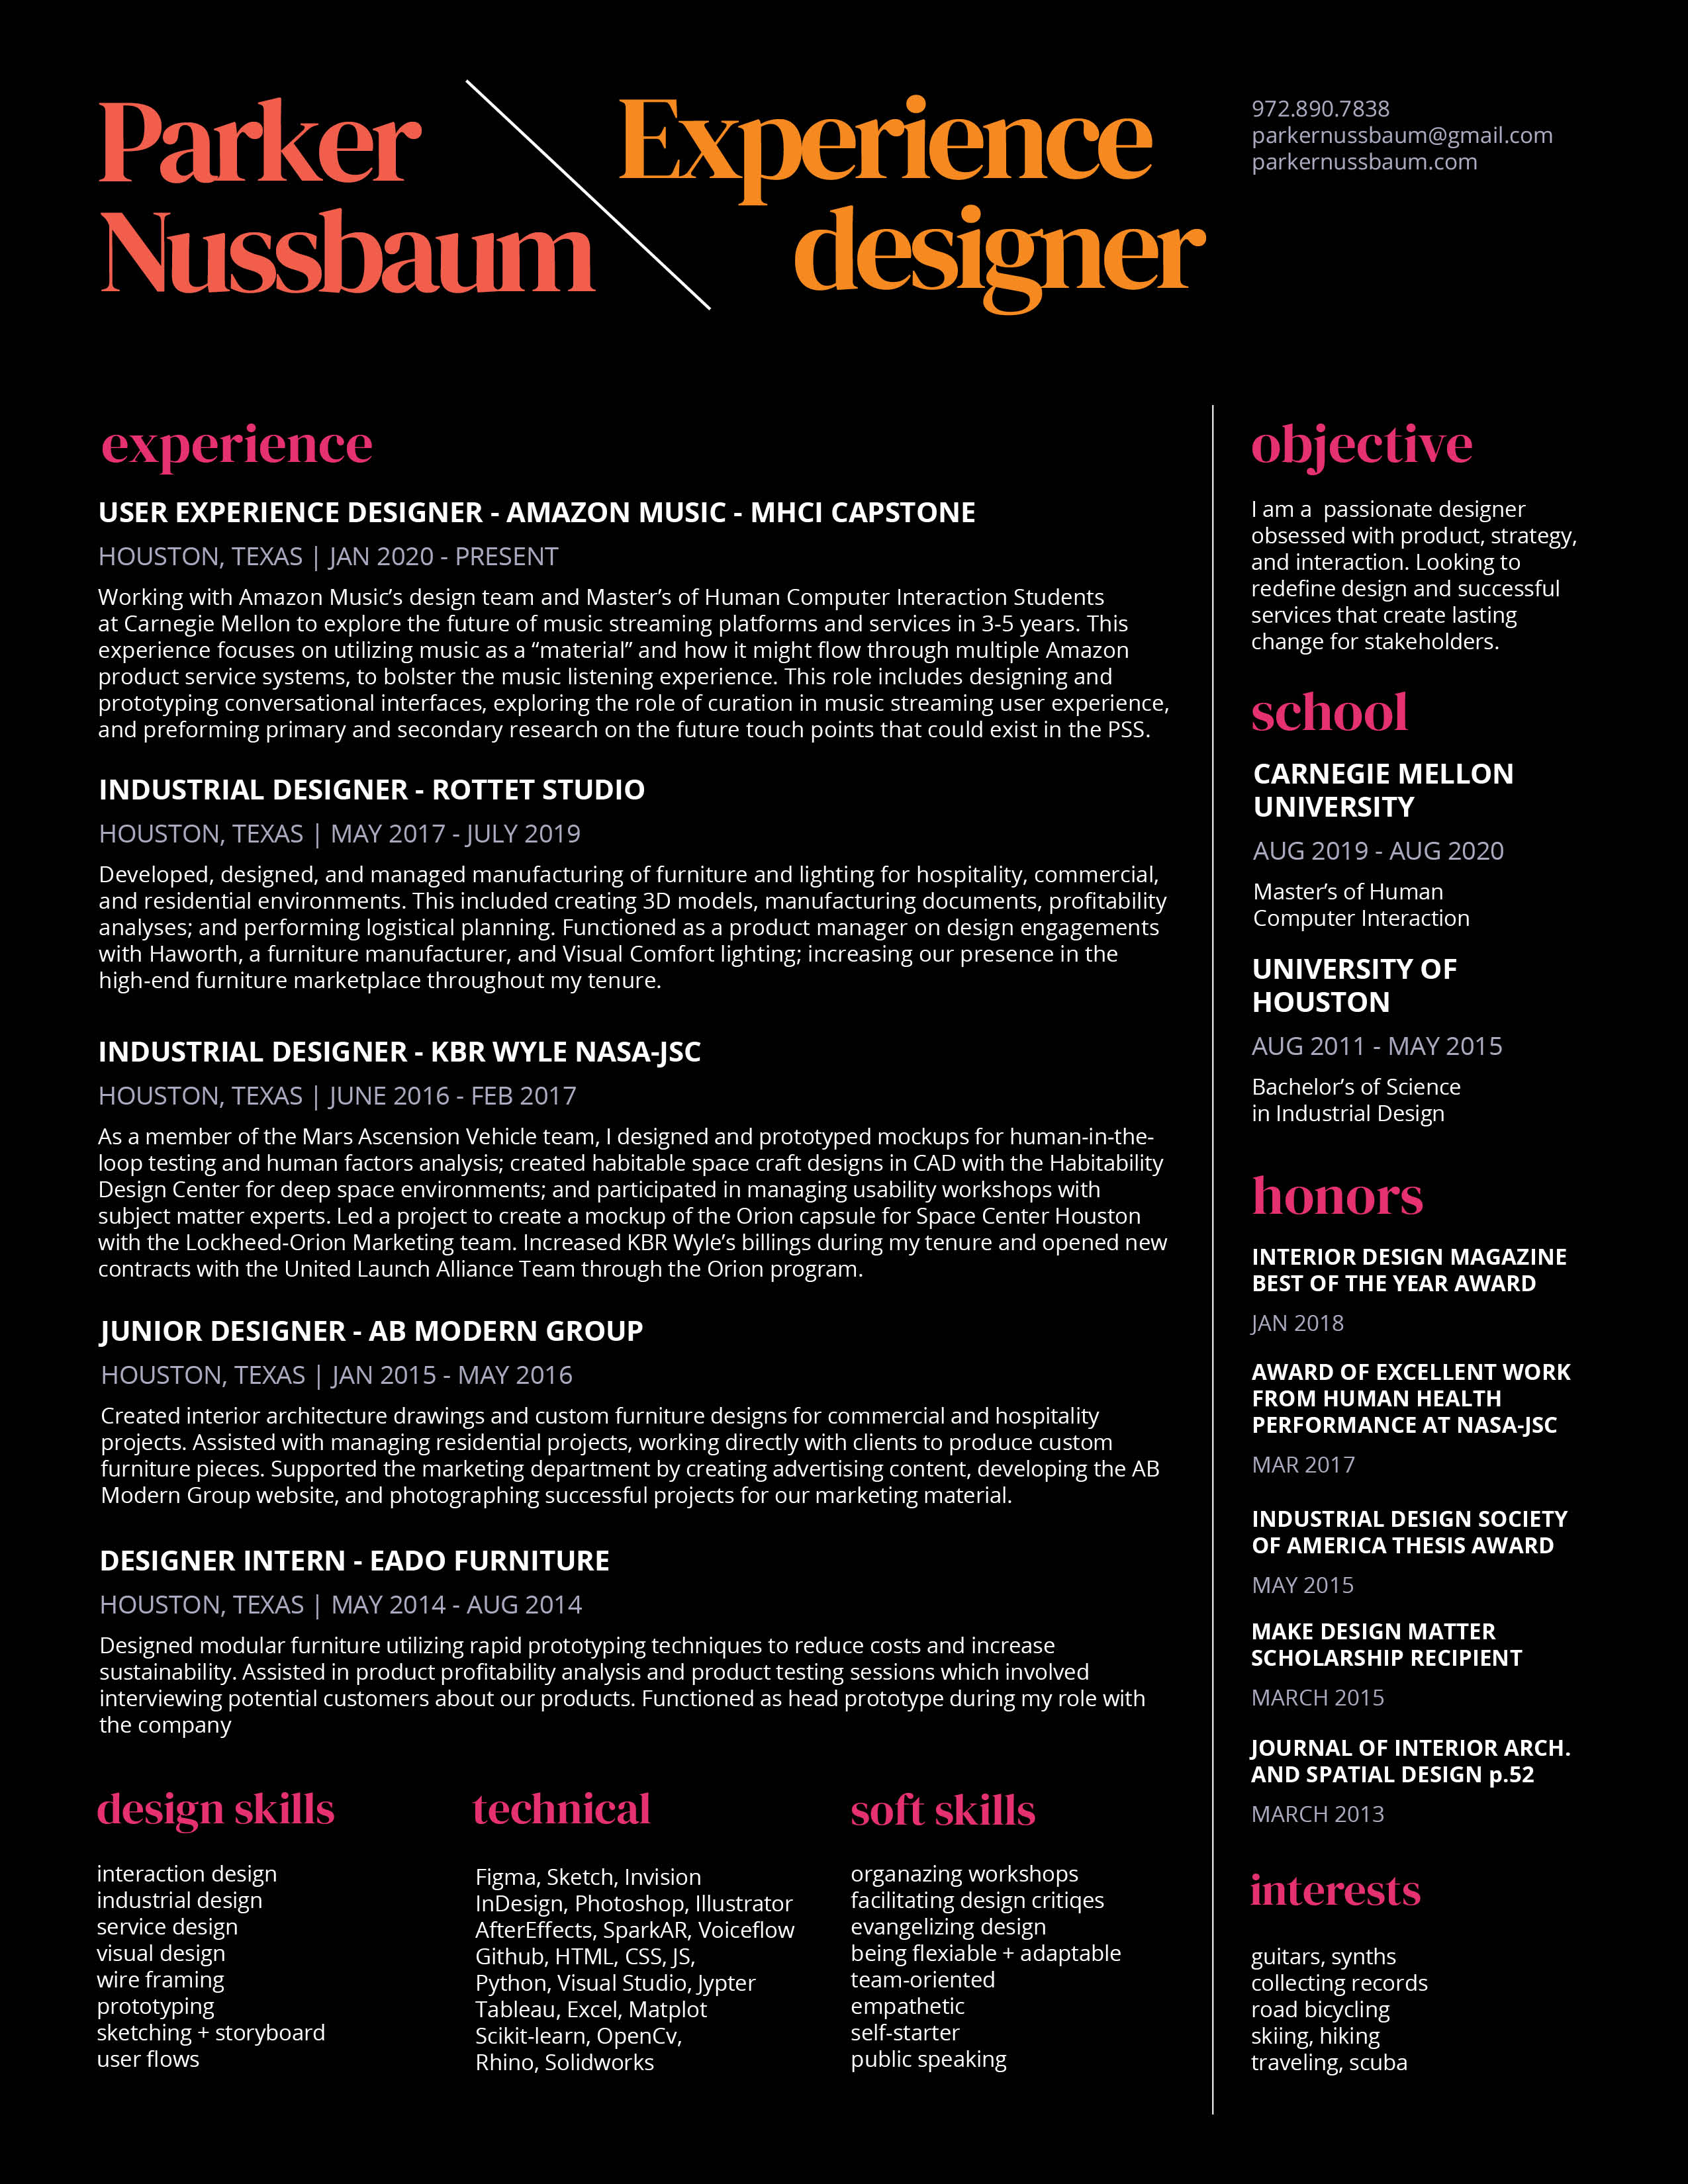 Parker
Nussbaum
Experience
designer
972.890.7838
parkernussbaum@gmail.com
parkernussbaum.com
experience
USER EXPERIENCE DESIGNER - AMAZON MUSIC - MHCI CAPSTONE
HOUSTON, TEXAS | JAN 2020 - PRESENT
Working with Amazon Music’s design team and Master’s of Human Computer Interaction Students
at Carnegie Mellon to explore the future of music streaming platforms and services in 3-5 years. This
experience focuses on utilizing music as a “material” and how it might flow through multiple Amazon
product service systems, to bolster the music listening experience. This role includes designing and
prototyping conversational interfaces, exploring the role of curation in music streaming user experience,
and preforming primary and secondary research on the future touch points that could exist in the PSS.
INDUSTRIAL DESIGNER - ROTTET STUDIO
HOUSTON, TEXAS | MAY 2017 - JULY 2019
Developed, designed, and managed manufacturing of furniture and lighting for hospitality, commercial,
and residential environments. This included creating 3D models, manufacturing documents, profitability
analyses; and performing logistical planning. Functioned as a product manager on design engagements
with Haworth, a furniture manufacturer, and Visual Comfort lighting; increasing our presence in the
high-end furniture marketplace throughout my tenure.
INDUSTRIAL DESIGNER - KBR WYLE NASA-JSC
HOUSTON, TEXAS | JUNE 2016 - FEB 2017
As a member of the Mars Ascension Vehicle team, I designed and prototyped mockups for human-in-the-
loop testing and human factors analysis; created habitable space craft designs in CAD with the Habitability
Design Center for deep space environments; and participated in managing usability workshops with
subject matter experts. Led a project to create a mockup of the Orion capsule for Space Center Houston
with the Lockheed-Orion Marketing team. Increased KBR Wyle’s billings during my tenure and opened new
contracts with the United Launch Alliance Team through the Orion program.
JUNIOR DESIGNER - AB MODERN GROUP
HOUSTON, TEXAS | JAN 2015 - MAY 2016
Created interior architecture drawings and custom furniture designs for commercial and hospitality
projects. Assisted with managing residential projects, working directly with clients to produce custom
furniture pieces. Supported the marketing department by creating advertising content, developing the AB
Modern Group website, and photographing successful projects for our marketing material.
DESIGNER INTERN - EADO FURNITURE
HOUSTON, TEXAS | MAY 2014 - AUG 2014
Designed modular furniture utilizing rapid prototyping techniques to reduce costs and increase
sustainability. Assisted in product profitability analysis and product testing sessions which involved
interviewing potential customers about our products. Functioned as head prototype during my role with
the company
design skills
interaction design
industrial design
service design
visual design
wire framing
prototyping
sketching + storyboard
user flows
technical
Figma, Sketch, Invision
InDesign, Photoshop, Illustrator
AfterEffects, SparkAR, Voiceflow
Github, HTML, CSS, JS,
Python, Visual Studio, Jypter
Tableau, Excel, Matplot
Scikit-learn, OpenCv,
Rhino, Solidworks
soft skills
organazing workshops
facilitating design critiqes
evangelizing design
being flexiable + adaptable
team-oriented
empathetic
self-starter
public speaking
objective
I am a  passionate designer
obsessed with product, strategy,
and interaction. Looking to
redefine design and successful
services that create lasting
change for stakeholders.
school
CARNEGIE MELLON
UNIVERSITY
AUG 2019 - AUG 2020
Master’s of Human
Computer Interaction
UNIVERSITY OF
HOUSTON
AUG 2011 - MAY 2015
Bachelor’s of Science
in Industrial Design
honors
INTERIOR DESIGN MAGAZINE
BEST OF THE YEAR AWARD
JAN 2018
AWARD OF EXCELLENT WORK
FROM HUMAN HEALTH
PERFORMANCE AT NASA-JSC
MAR 2017
INDUSTRIAL DESIGN SOCIETY
OF AMERICA THESIS AWARD
MAY 2015
MAKE DESIGN MATTER
SCHOLARSHIP RECIPIENT
MARCH 2015
JOURNAL OF INTERIOR ARCH.
AND SPATIAL DESIGN p.52
MARCH 2013
interests
guitars, synths
collecting records
road bicycling
skiing, hiking
traveling, scuba